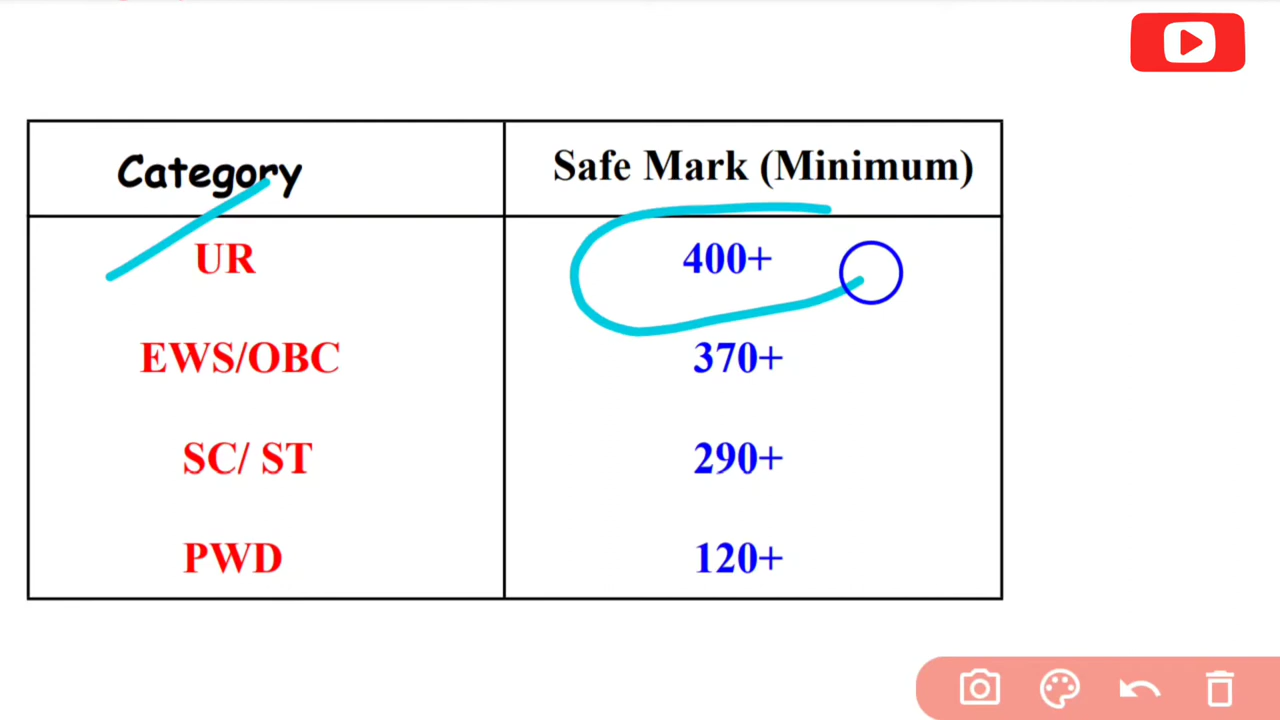 Category Safe Mark (Minimum)
UR 400+
EWS/OBC 370+
SC/ ST 290+
PWD 120+